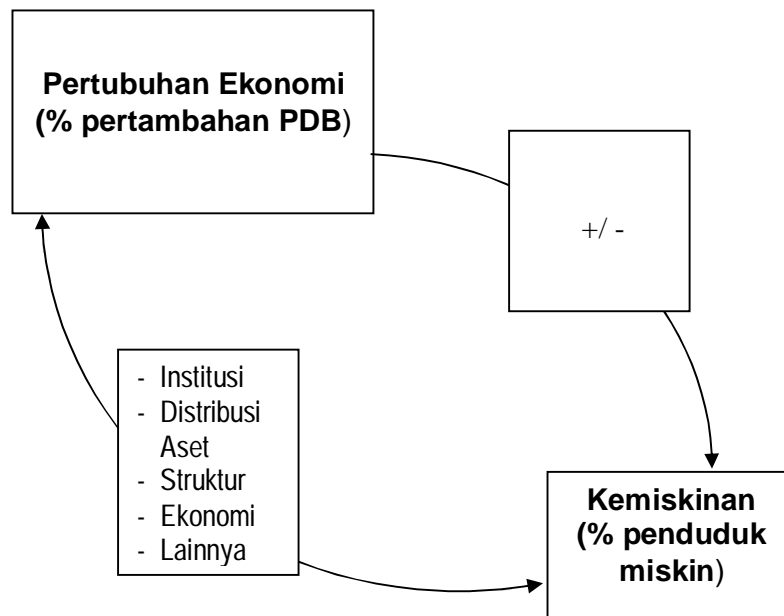 Pertubuhan Ekonomi
(% pertambahan PDB)
+/ -
- Institusi
- Distribusi
Aset
- Struktur
- Ekonomi
- Lainnya
Kemiskinan
(% penduduk
miskin)